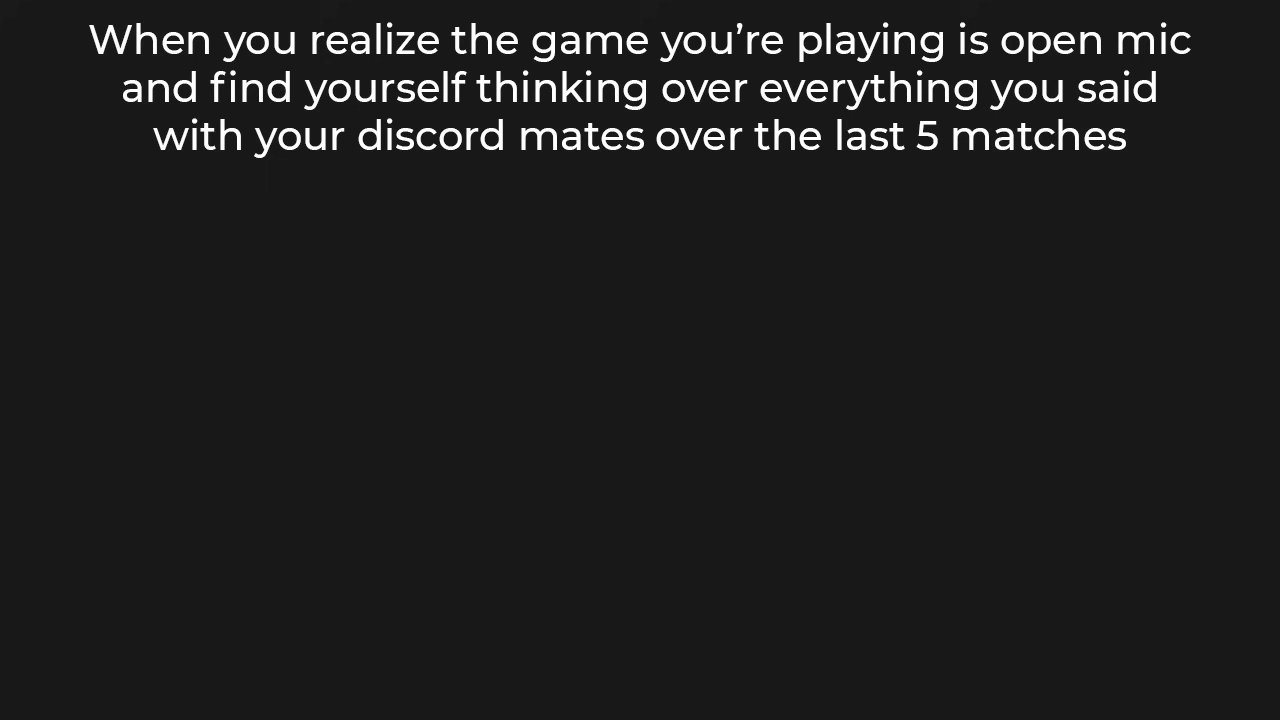 When you realize the game you’re playing is open mic
and find yourself thinking over everything you said
with your discord mates over the last 5 matches